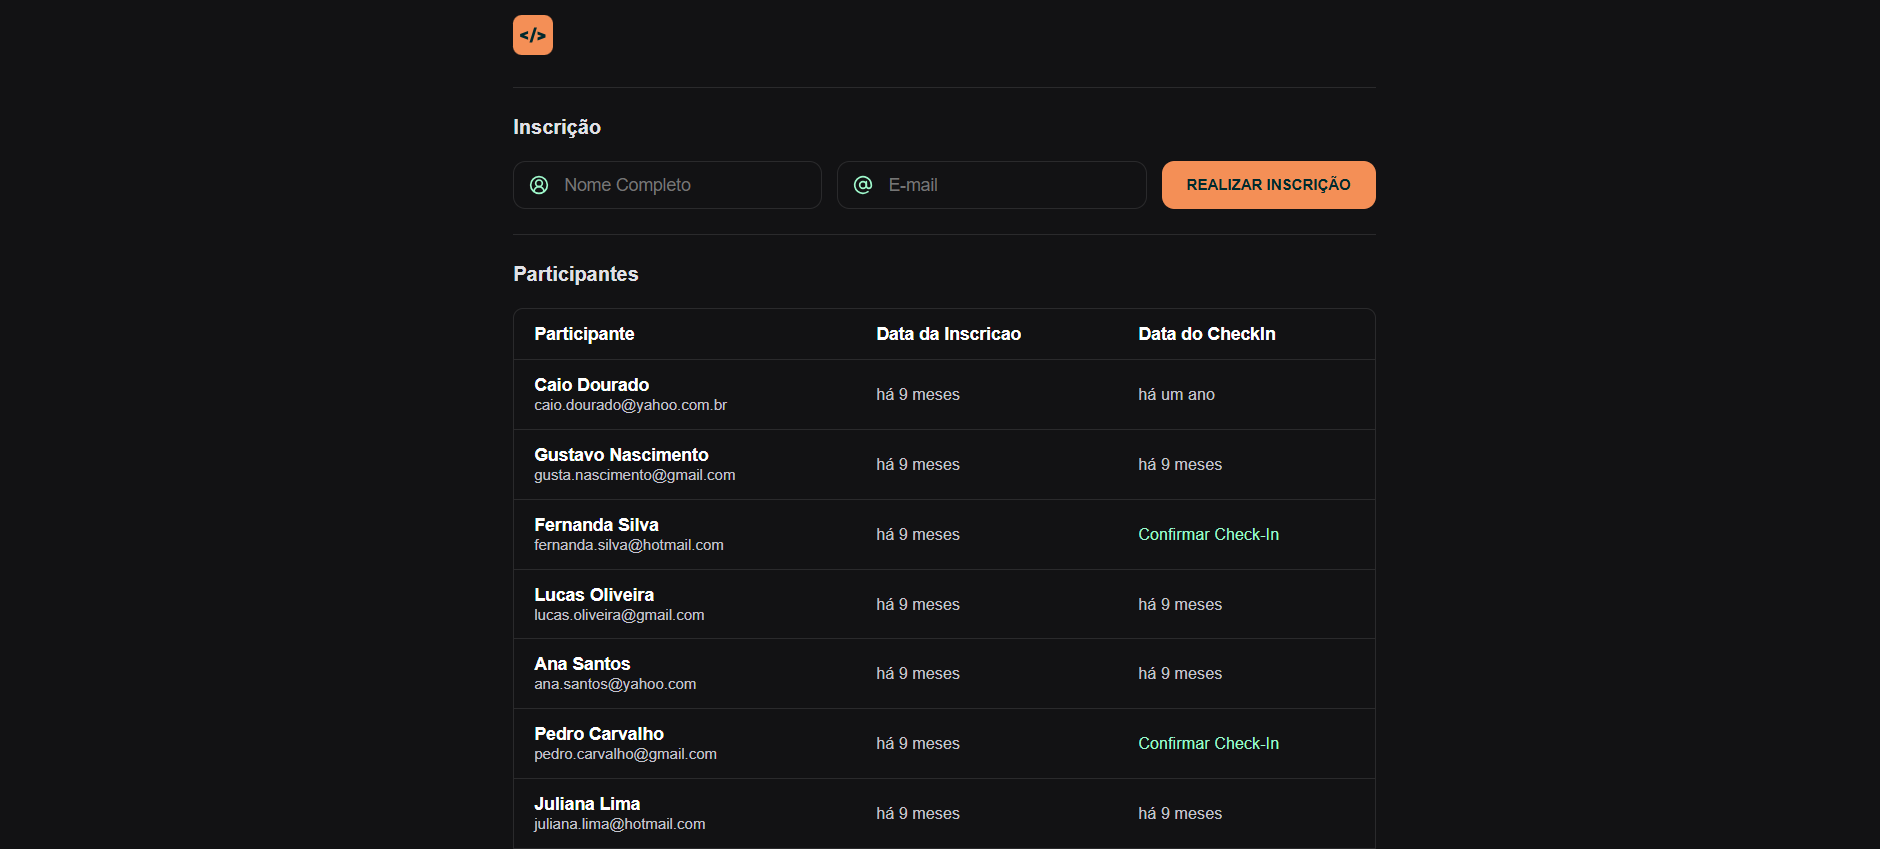 </>
Inscrição
Nome Completo
E-mail
REALIZAR INSCRIÇÃO
Participantes
Participante Data da Inscricao Data do CheckIn
Caio Dourado
caio.dourado@yahoo.com.br
há 9 meses há um ano
Gustavo Nascimento
gusta.nascimento@gmail.com
há 9 meses há 9 meses
Fernanda Silva
fernanda.silva@hotmail.com
há 9 meses Confirmar Check-In
Lucas Oliveira
lucas.oliveira@gmail.com
há 9 meses há 9 meses
Ana Santos
ana.santos@yahoo.com
há 9 meses há 9 meses
Pedro Carvalho
pedro.carvalho@gmail.com
há 9 meses Confirmar Check-In
Juliana Lima
juliana.lima@hotmail.com
há 9 meses há 9 meses